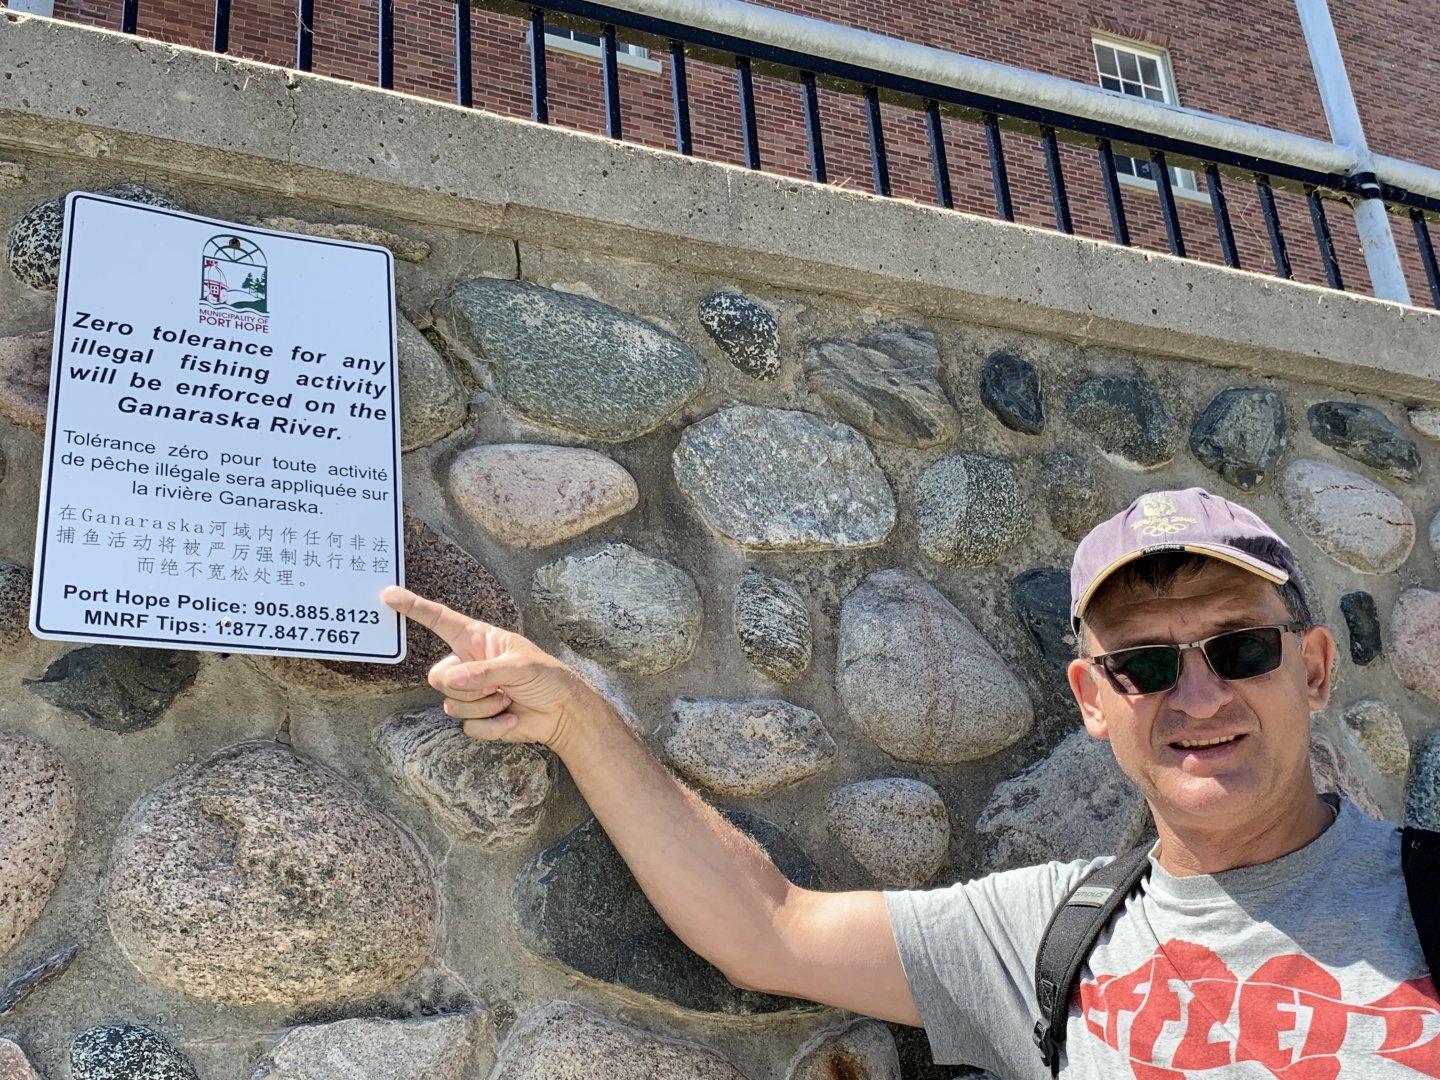 MUNICIPALITY OF
PORT HOPE
Zero tolerance for any
illegal fishing activity
will be enforced on the
Ganaraska River.
Tolérance zéro pour toute activité
de pêche illégale sera appliquée sur
la rivière Ganaraska.
在Ganaraska河域内作任何非法
捕鱼活动将被严厉强制执行检控
而绝不宽松处理。
Port Hope Police: 905.885.8123
MNRF Tips: 1.877.847.7667